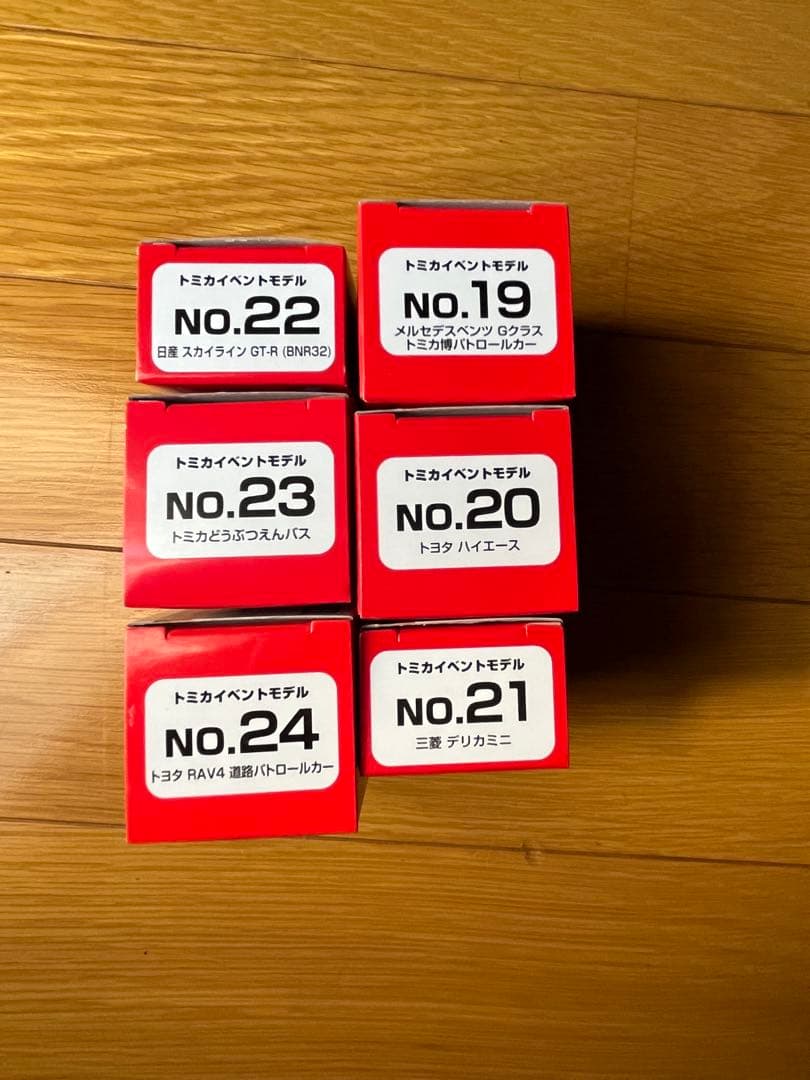 トミカイベントモデル
NO.22
日産 スカイライン GT-R (BNR32)
トミカイベントモデル
NO.19
メルセデスベンツ Gクラス
トミカ博パトロールカー
トミカイベントモデル
NO.23
トミカどうぶつえんバス
トミカイベントモデル
NO.20
トヨタ ハイエース
トミカイベントモデル
NO.24
トヨタ RAV4 道路パトロールカー
トミカイベントモデル
NO.21
三菱 デリカミニ